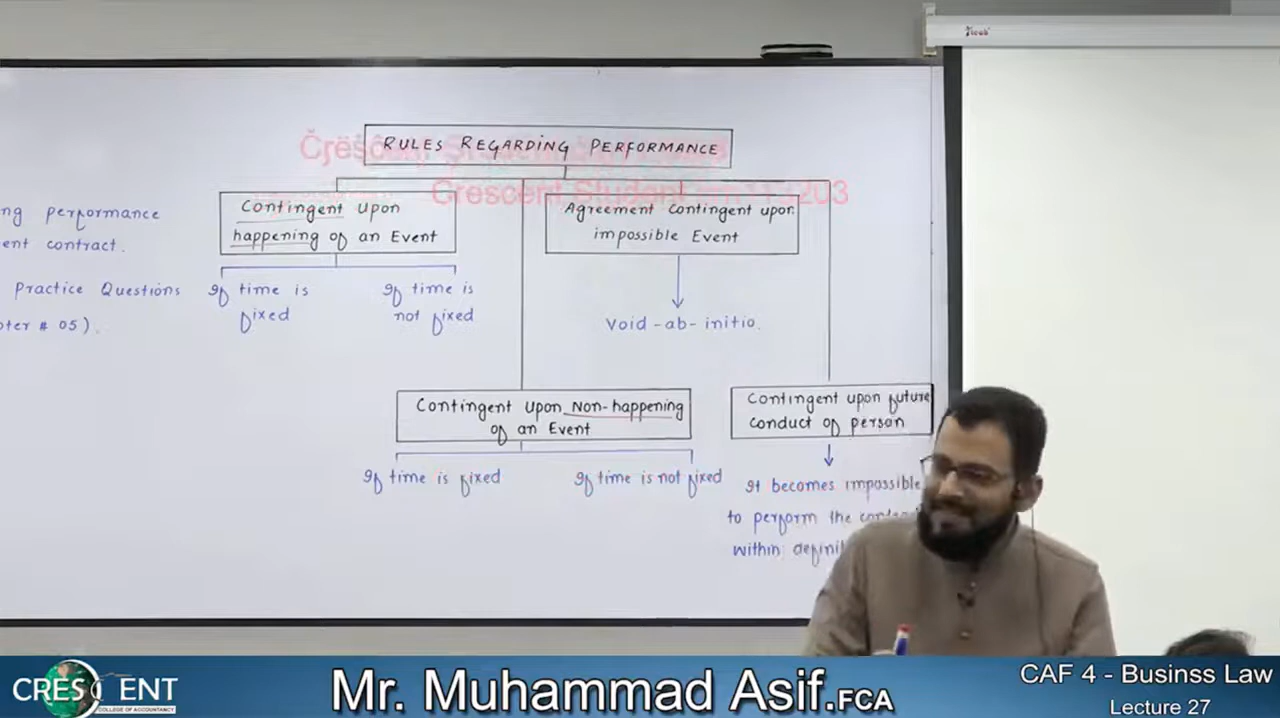 RULES REGARDING PERFORMANCE
Crescent Student
ng performance
ent contract.
Practice Questions
ter # 05).
Contingent Upon
happening of an Event
If time is
fixed
If time is
not fixed
Agreement Contingent upon
impossible Event
Void-ab-initio.
Contingent Upon Non-happening
of an Event
If time is fixed
If time is not fixed
Contingent upon future
conduct of person
It becomes impossible
to perform the
within
CRESCENT
COLLEGE OF ACCOUNTANCY
Mr. Muhammad Asif.FCA
CAF 4 - Businss Law
Lecture 27